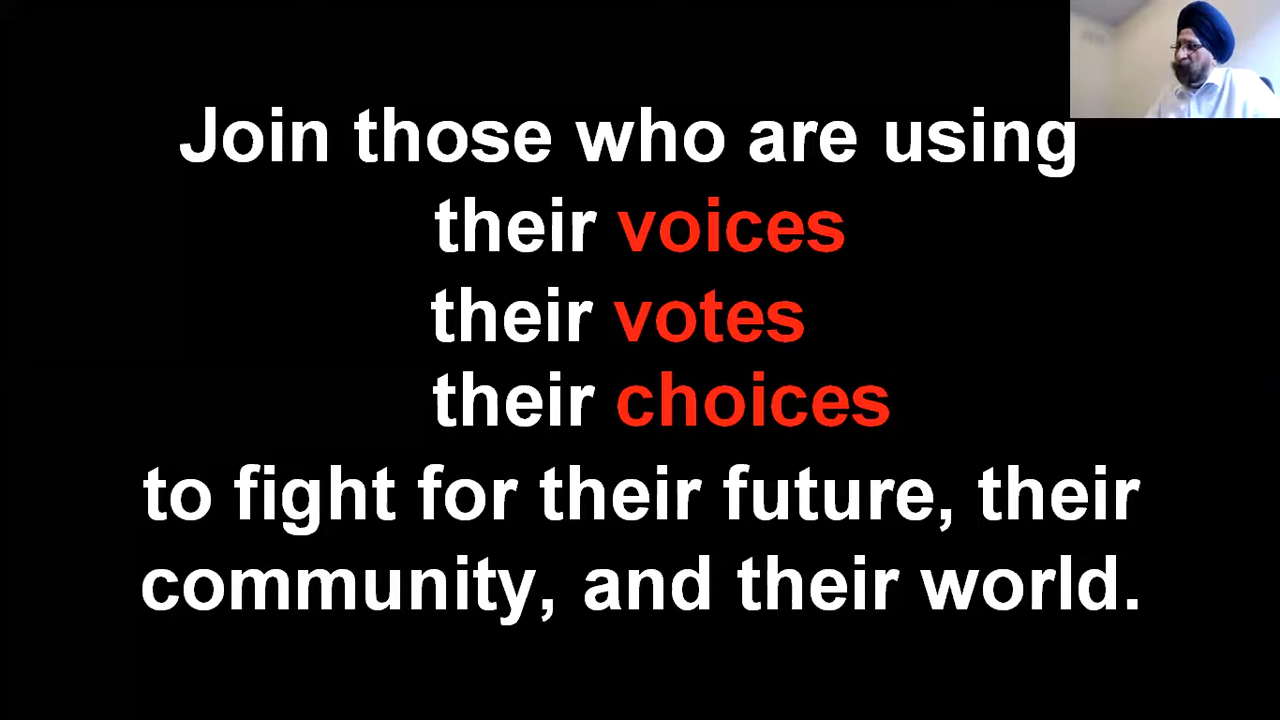 Join those who are using
their voices
their votes
their choices
to fight for their future, their
community, and their world.